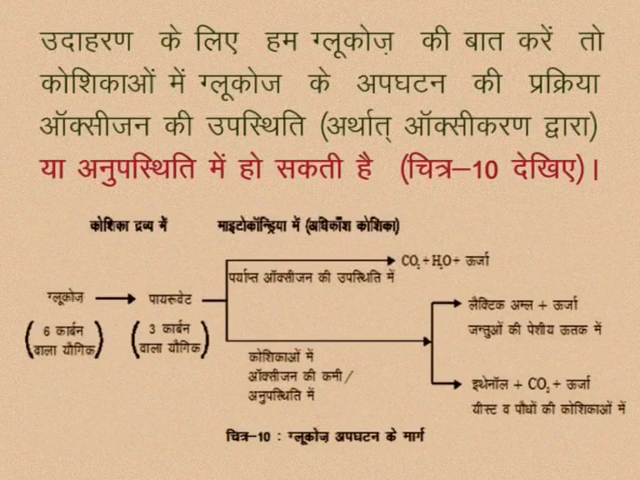 उदाहरण के लिए हम ग्लूकोज़ की बात करें तो
कोशिकाओं में ग्लूकोज के अपघटन की प्रक्रिया
ऑक्सीजन की उपस्थिति (अर्थात् ऑक्सीकरण द्वारा)
या अनुपस्थिति में हो सकती है (चित्र–10 देखिए)।
कोशिका द्रव्य में माइटोकॉन्ड्रिया में (अधिकाँश कोशिका)
CO₂+H₂O+ ऊर्जा
पर्याप्त ऑक्सीजन की उपस्थिति में
ग्लूकोज़ पायरूवेट
लैक्टिक अम्ल + ऊर्जा
(6 कार्बन (3 कार्बन
वाला यौगिक) वाला यौगिक)
जन्तुओं की पेशीय ऊतक में
कोशिकाओं में
ऑक्सीजन की कमी/
अनुपस्थिति में
इथेनॉल + CO₂ + ऊर्जा
यीस्ट व पौधों की कोशिकाओं में
चित्र–10 : ग्लूकोज़ अपघटन के मार्ग